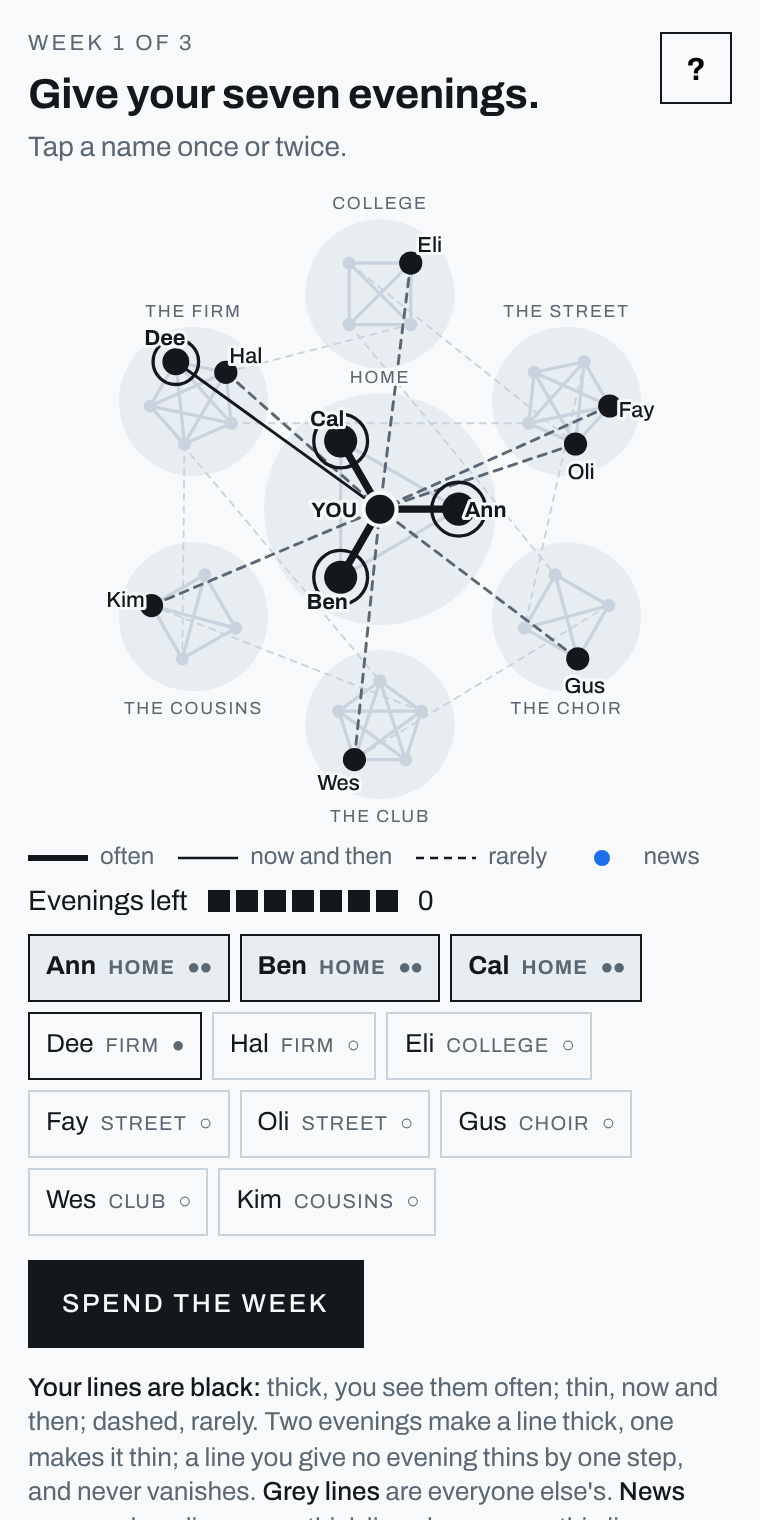 WEEK 1 OF 3
?
Give your seven evenings.
Tap a name once or twice.
COLLEGE
Eli
THE FIRM
THE STREET
Dee
Hal
HOME
Cal
Fay
Oli
YOU
Ann
Ben
Kim
Gus
THE COUSINS
THE CHOIR
Wes
THE CLUB
often now and then rarely news
Evenings left 0
Ann HOME Ben HOME Cal HOME
Dee FIRM Hal FIRM Eli COLLEGE
Fay STREET Oli STREET Gus CHOIR
Wes CLUB Kim COUSINS
SPEND THE WEEK
Your lines are black: thick, you see them often; thin, now and
then; dashed, rarely. Two evenings make a line thick, one
makes it thin; a line you give no evening thins by one step,
and never vanishes. Grey lines are everyone else's. News